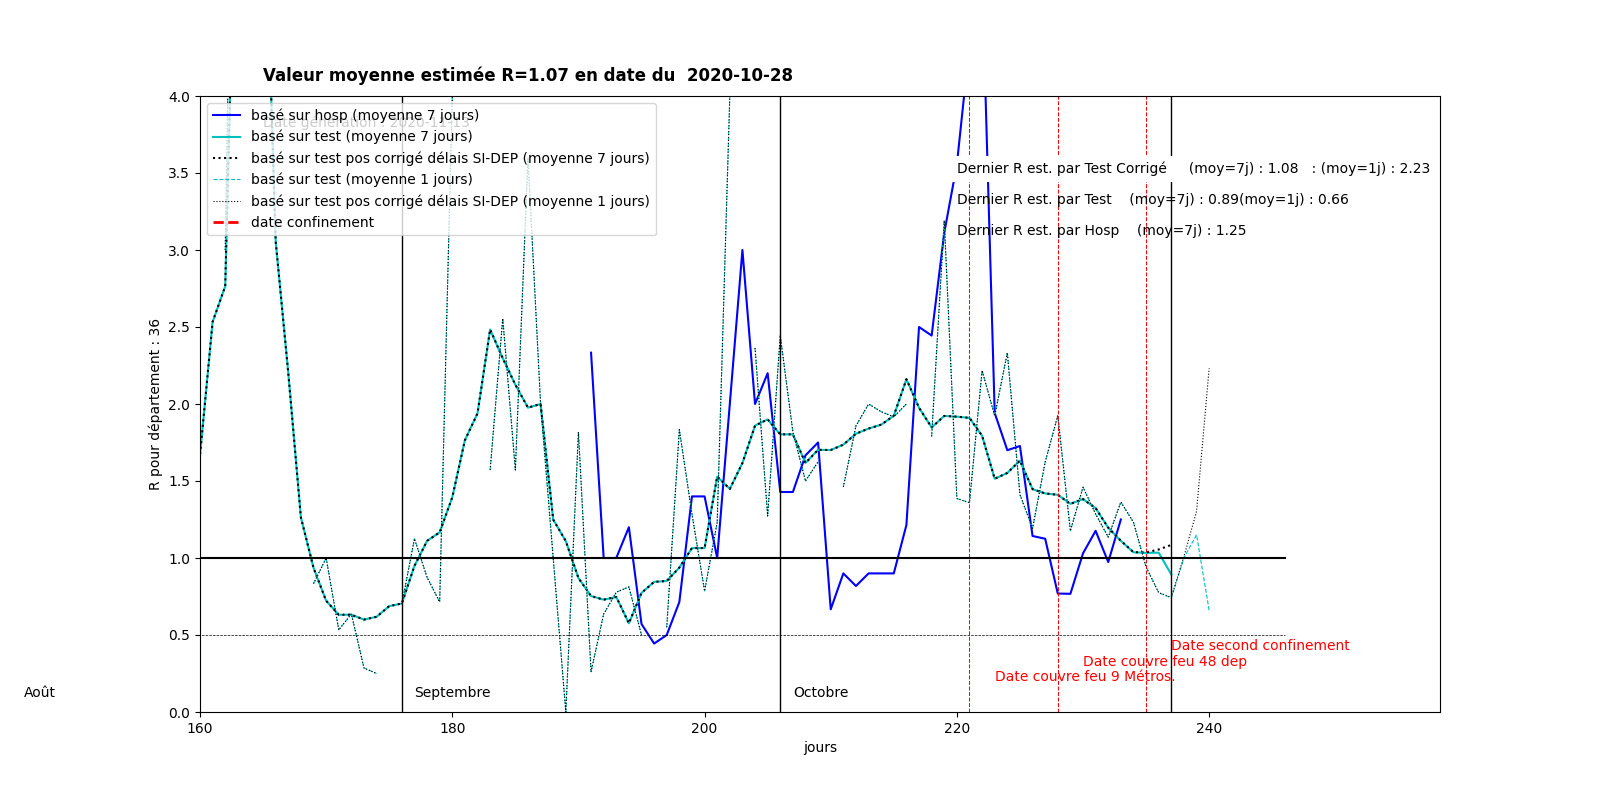 Valeur moyenne estimée R=1.07 en date du  2020-10-28
4.0
3.5
3.0
2.5
2.0
1.5
1.0
0.5
0.0
R pour département : 36
basé sur hosp (moyenne 7 jours)
Date génération : 2020-11-13
basé sur test (moyenne 7 jours)
basé sur test pos corrigé délais SI-DEP (moyenne 7 jours)
basé sur test (moyenne 1 jours)
basé sur test pos corrigé délais SI-DEP (moyenne 1 jours)
date confinement
Dernier R est. par Test Corrigé     (moy=7j) : 1.08   : (moy=1j) : 2.23
Dernier R est. par Test    (moy=7j) : 0.89(moy=1j) : 0.66
Dernier R est. par Hosp    (moy=7j) : 1.25
Date second confinement
Date couvre feu 48 dep
Date couvre feu 9 Métros.
Août
Septembre
Octobre
160
180
200
220
240
jours